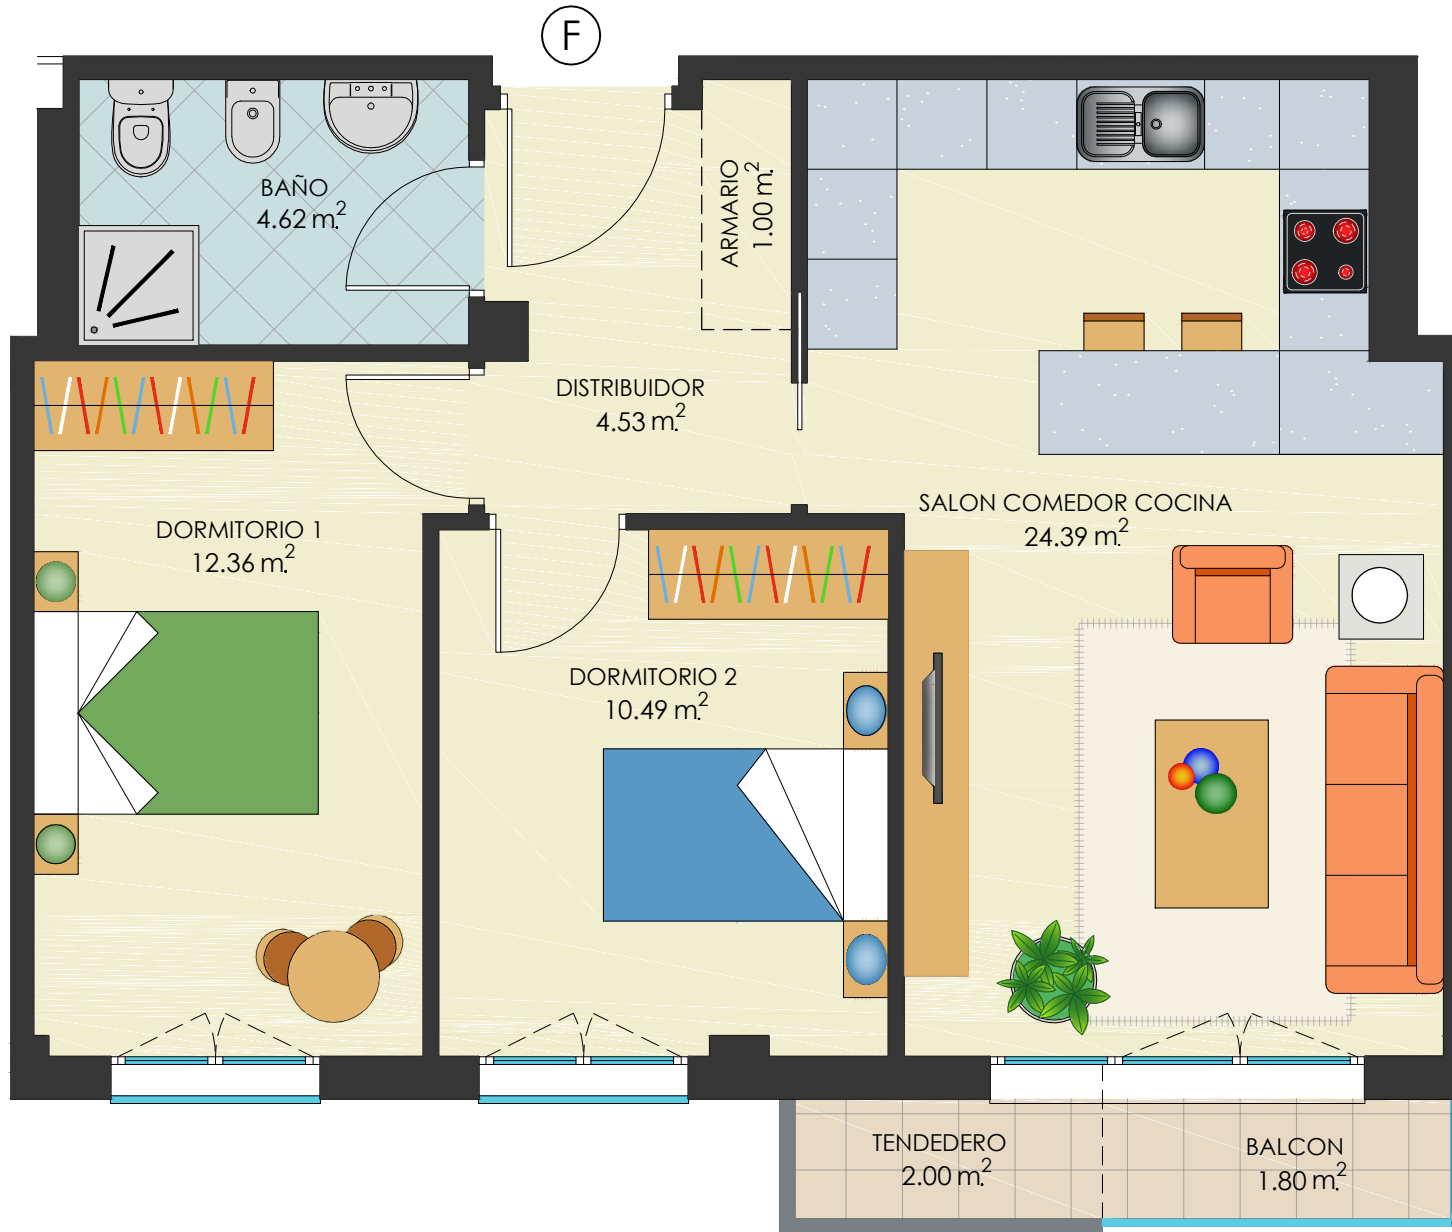 F
BAÑO
4.62 m.²
ARMARIO
1.00 m.²
DISTRIBUIDOR
4.53 m.²
SALON COMEDOR COCINA
24.39 m.²
DORMITORIO 1
12.36 m.²
DORMITORIO 2
10.49 m.²
TENDEDERO
2.00 m.²
BALCON
1.80 m.²